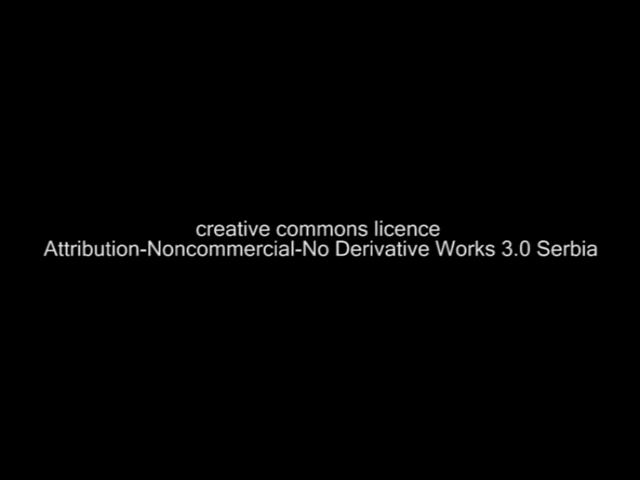 creative commons licence
Attribution-Noncommercial-No Derivative Works 3.0 Serbia